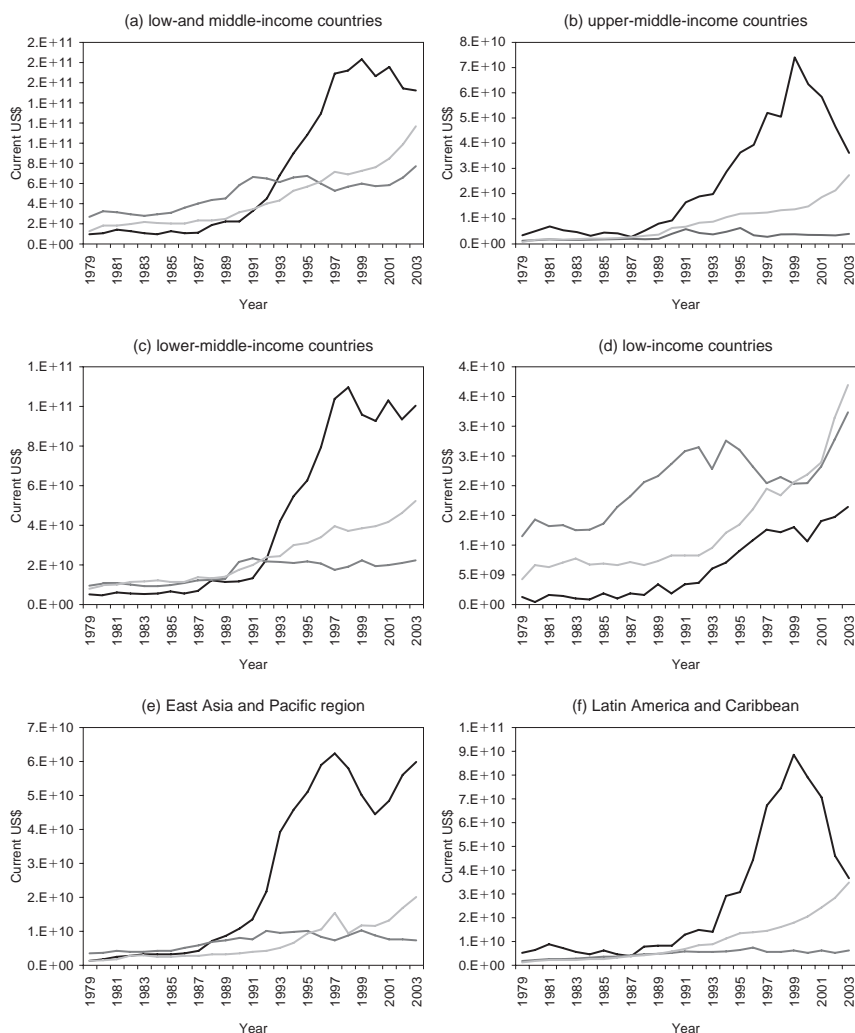 (a) low-and middle-income countries
2.E+11
2.E+11
2.E+11
1.E+11
1.E+11
1.E+11
8.E+10
6.E+10
4.E+10
2.E+10
0.E+00
Current US$
1979
1981
1983
1985
1987
1989
1991
1993
1995
1997
1999
2001
2003
Year
(b) upper-middle-income countries
8.E+10
7.E+10
6.E+10
5.E+10
4.E+10
3.E+10
2.E+10
1.E+10
0.E+00
Current US$
1979
1981
1983
1985
1987
1989
1991
1993
1995
1997
1999
2001
2003
Year
(c) lower-middle-income countries
1.E+11
1.E+11
8.E+10
6.E+10
4.E+10
2.E+10
0.E+00
Current US$
1979
1981
1983
1985
1987
1989
1991
1993
1995
1997
1999
2001
2003
Year
(d) low-income countries
4.E+10
4.E+10
3.E+10
3.E+10
2.E+10
2.E+10
1.E+10
5.E+09
0.E+00
Current US$
1979
1981
1983
1985
1987
1989
1991
1993
1995
1997
1999
2001
2003
Year
(e) East Asia and Pacific region
7.E+10
6.E+10
5.E+10
4.E+10
3.E+10
2.E+10
1.E+10
0.E+00
Current US$
1979
1981
1983
1985
1987
1989
1991
1993
1995
1997
1999
2001
2003
Year
(f) Latin America and Caribbean
1.E+11
9.E+10
8.E+10
7.E+10
6.E+10
5.E+10
4.E+10
3.E+10
2.E+10
1.E+10
0.E+00
Current US$
1979
1981
1983
1985
1987
1989
1991
1993
1995
1997
1999
2001
2003
Year